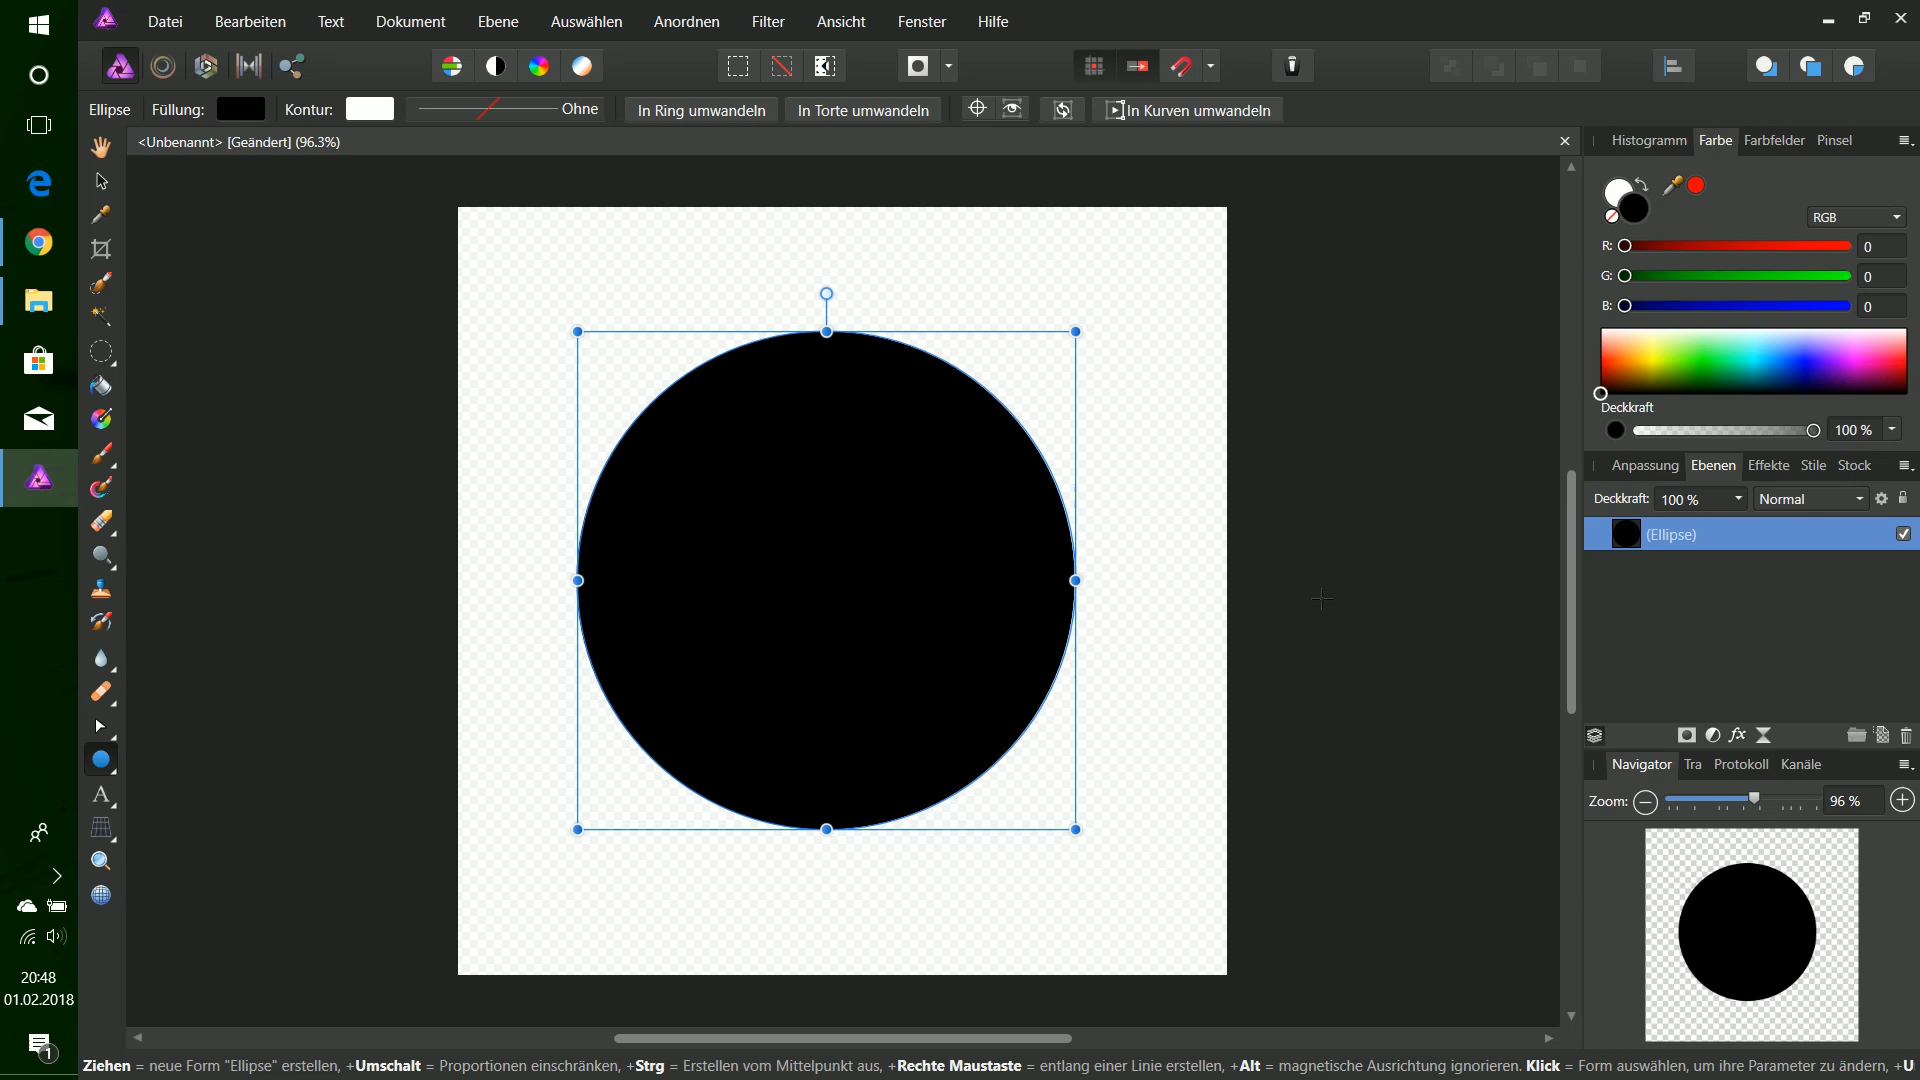 Datei Bearbeiten Text Dokument Ebene Auswählen Anordnen Filter Ansicht Fenster Hilfe
Ellipse Füllung: Kontur: Ohne In Ring umwandeln In Torte umwandeln In Kurven umwandeln
<Unbenannt> [Geändert] (96.3%)
Histogramm Farbe Farbfelder Pinsel
RGB
R: 0
G: 0
B: 0
Deckkraft
100 %
Anpassung Ebenen Effekte Stile Stock
Deckkraft: 100 % Normal
(Ellipse)
Navigator Tra Protokoll Kanäle
Zoom: 96 %
20:48
01.02.2018
1
Ziehen = neue Form "Ellipse" erstellen, +Umschalt = Proportionen einschränken, +Strg = Erstellen vom Mittelpunkt aus, +Rechte Maustaste = entlang einer Linie erstellen, +Alt = magnetische Ausrichtung ignorieren. Klick = Form auswählen, um ihre Parameter zu ändern, +U